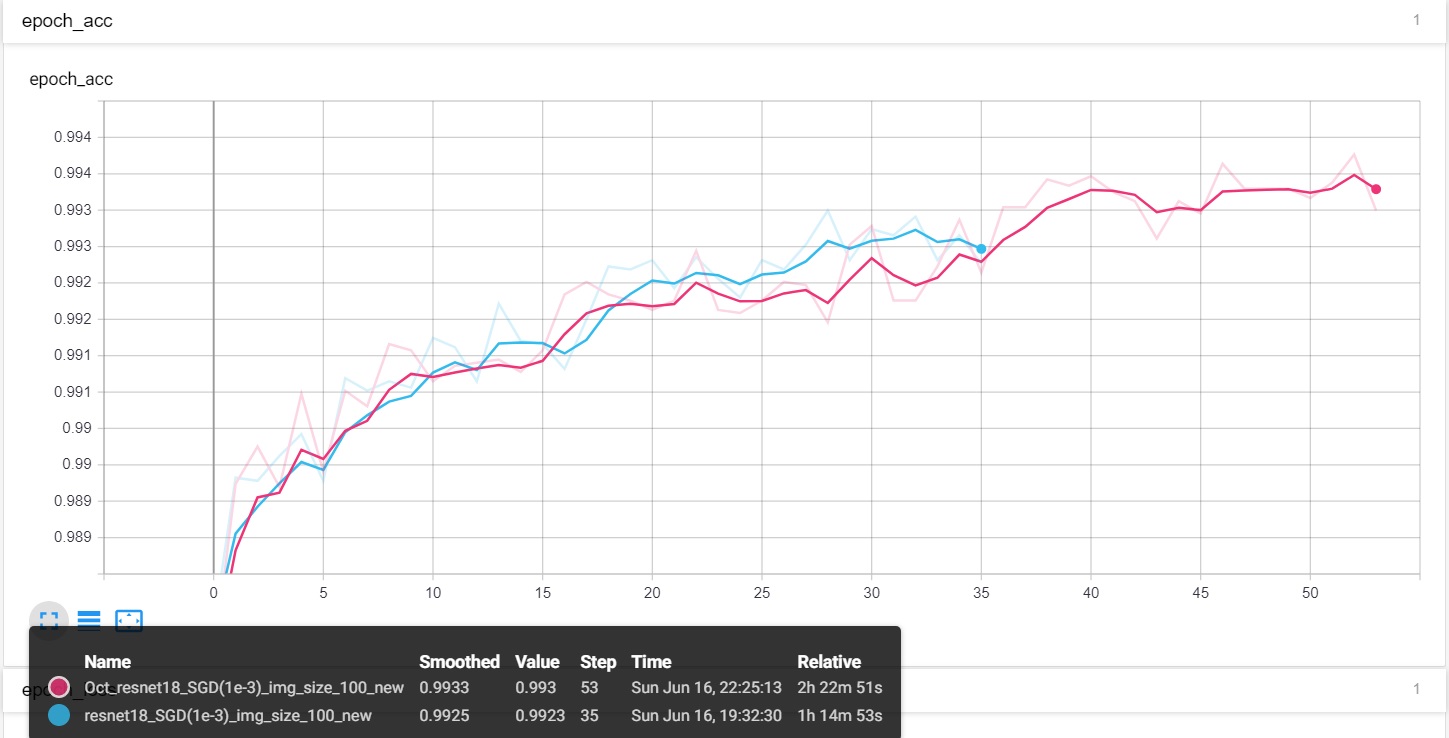 epoch_acc 1
epoch_acc
0.994
0.994
0.993
0.993
0.992
0.992
0.991
0.991
0.99
0.99
0.989
0.989
0 5 10 15 20 25 30 35 40 45 50
Name Smoothed Value Step Time Relative
Oct_resnet18_SGD(1e-3)_img_size_100_new 0.9933 0.993 53 Sun Jun 16, 22:25:13 2h 22m 51s
1
resnet18_SGD(1e-3)_img_size_100_new 0.9925 0.9923 35 Sun Jun 16, 19:32:30 1h 14m 53s